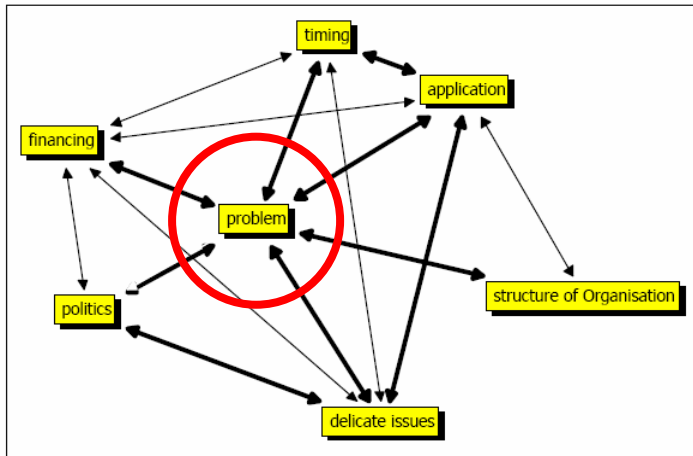 timing
application
financing
problem
structure of Organisation
politics
delicate issues